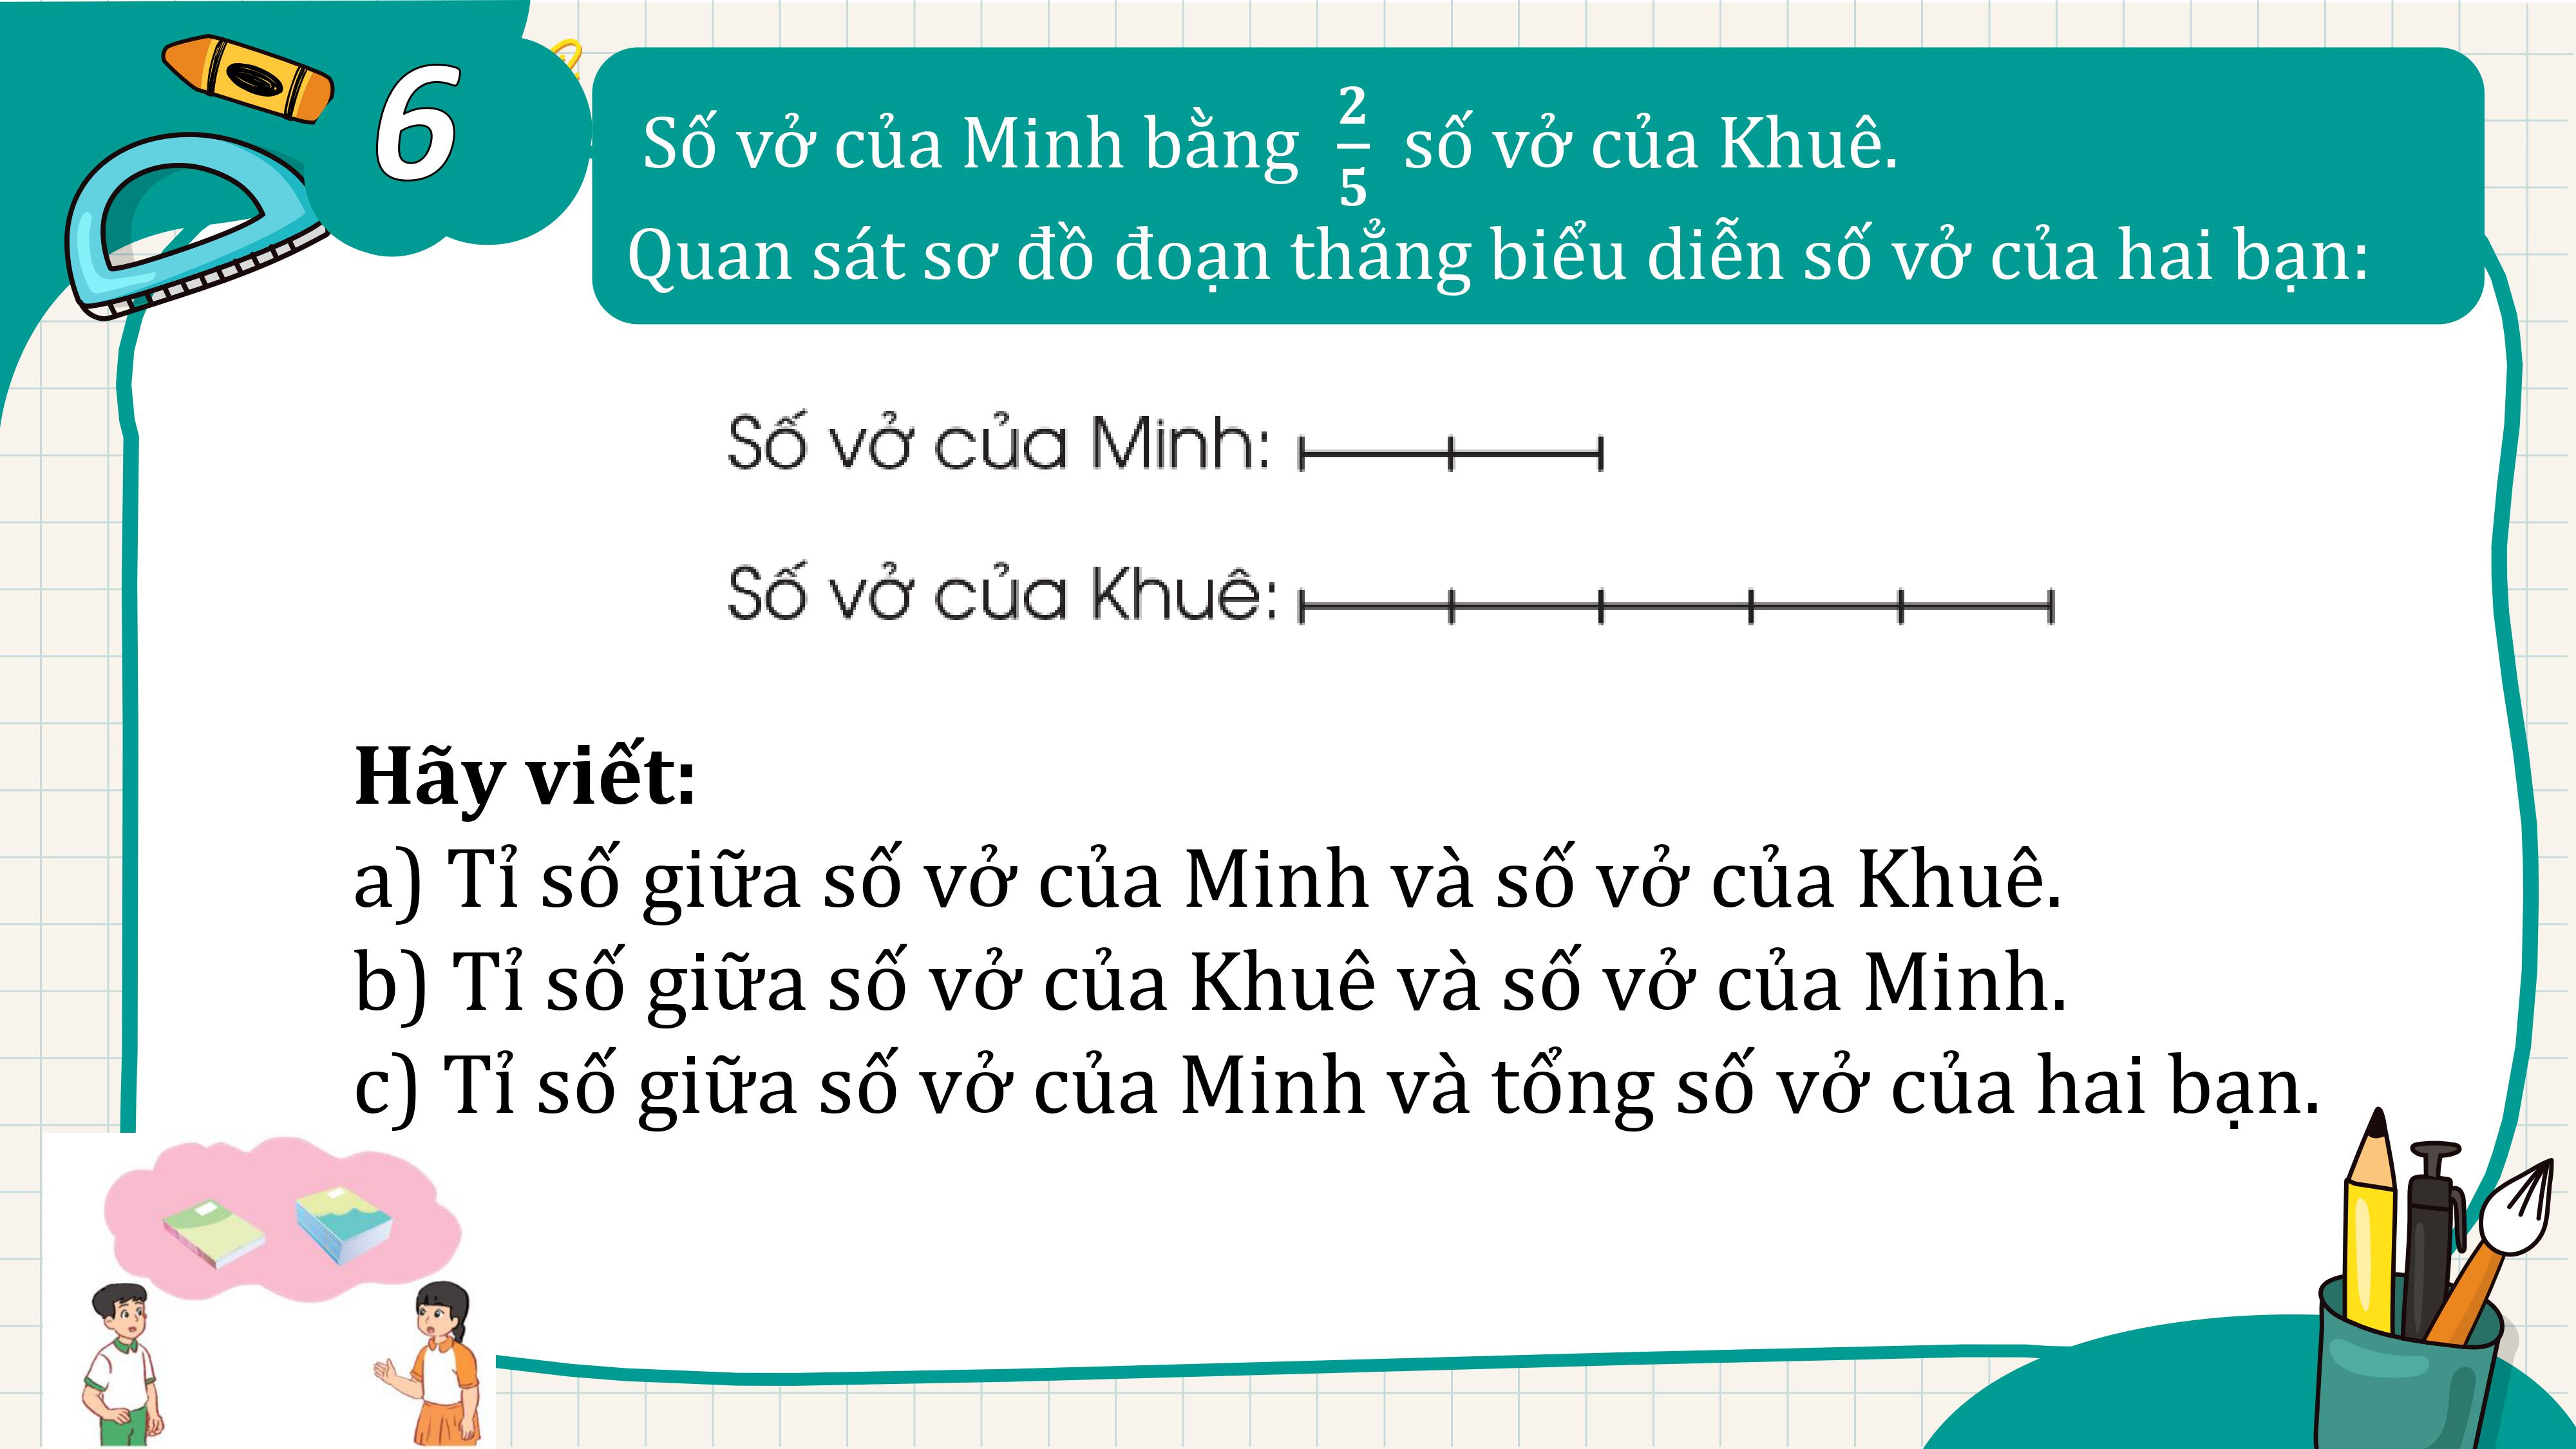 6
Số vở của Minh bằng 2/5 số vở của Khuê.
Quan sát sơ đồ đoạn thẳng biểu diễn số vở của hai bạn:
Số vở của Minh:
Số vở của Khuê:
Hãy viết:
a) Tỉ số giữa số vở của Minh và số vở của Khuê.
b) Tỉ số giữa số vở của Khuê và số vở của Minh.
c) Tỉ số giữa số vở của Minh và tổng số vở của hai bạn.